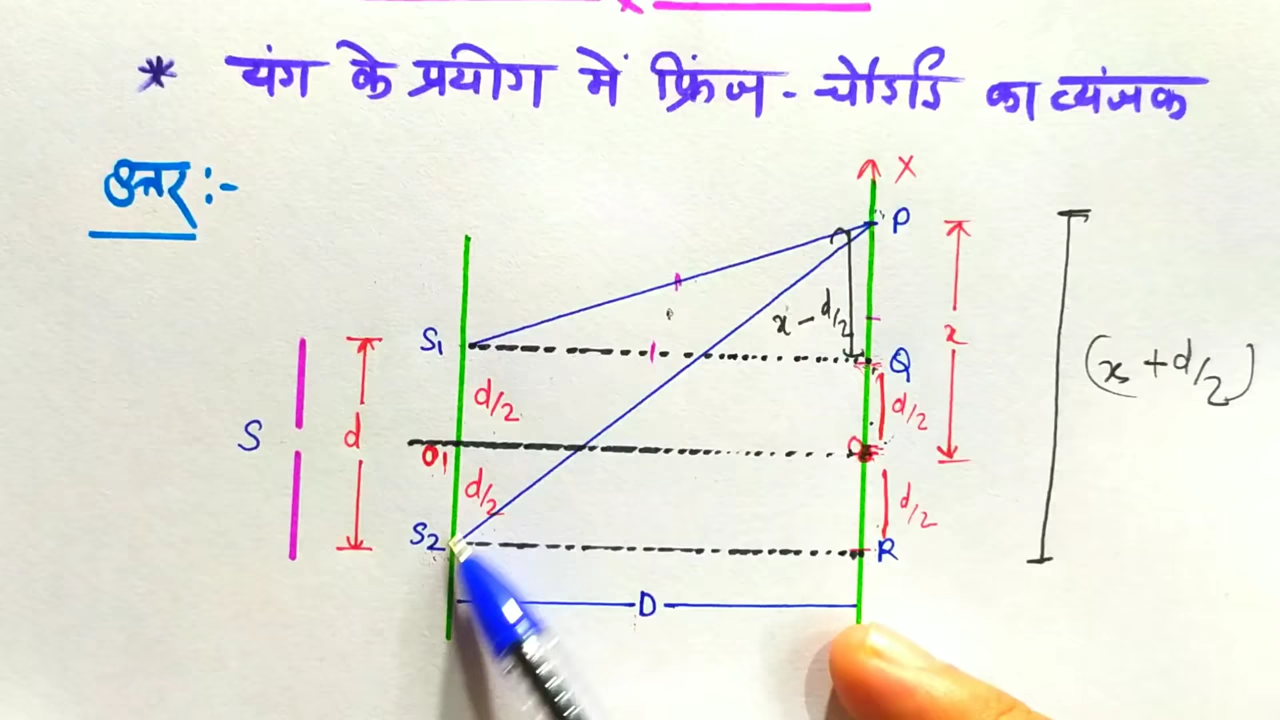 * यंग के प्रयोग में फ्रिंज-चौडाई का व्यंजक
उत्तर:-
X
P
x - d/2
x
S1
Q
(x + d/2)
d/2
d/2
S
d
O1
O
d/2
d/2
S2
R
D